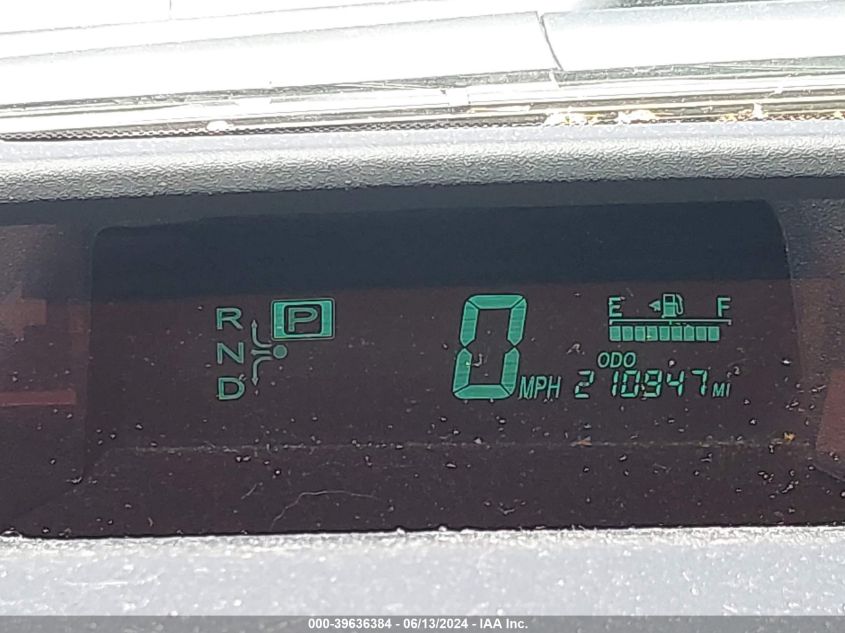 R P
N
D
0 MPH
E F
ODO
210947 MI
000-39636384 - 06/13/2024 - IAA Inc.